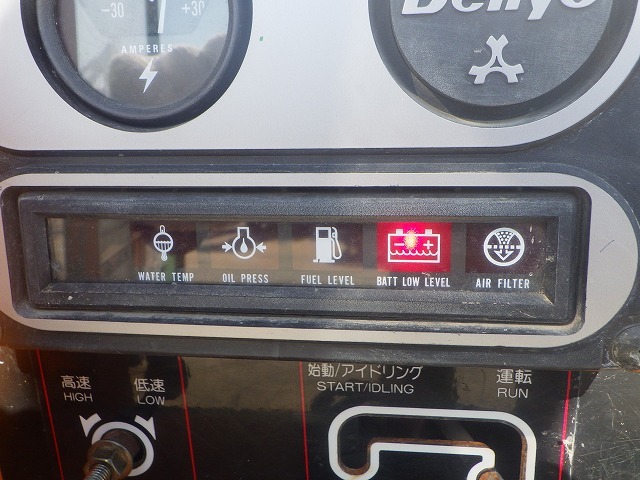 -30 +30
AMPERES
Denyo
WATER TEMP OIL PRESS FUEL LEVEL BATT LOW LEVEL AIR FILTER
高速 低速 始動/アイドリング 運転
HIGH LOW START/IDLING RUN